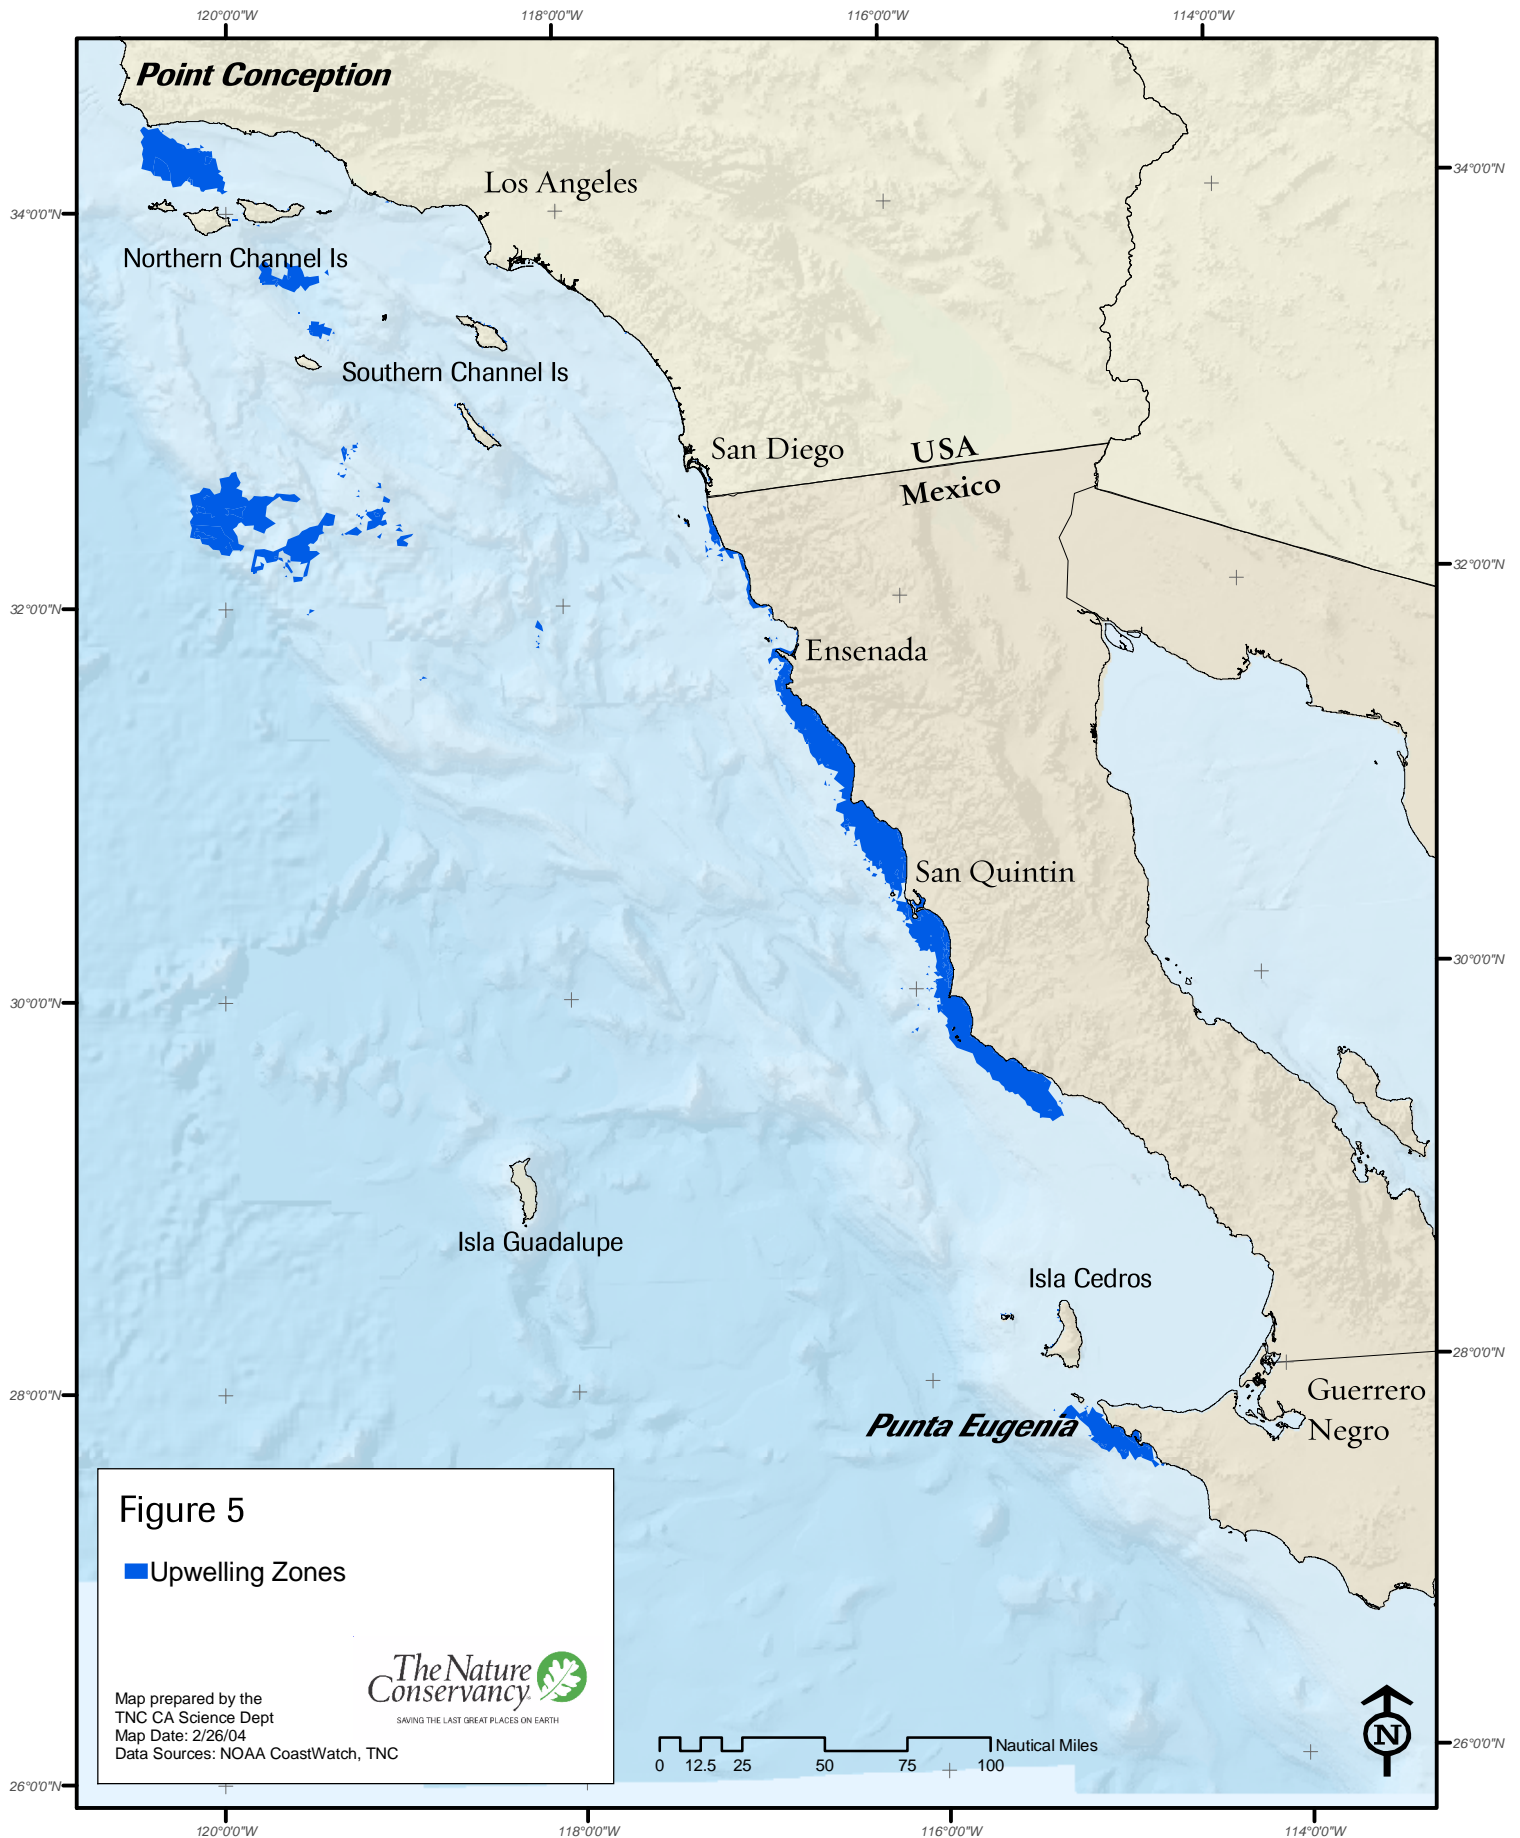 120°0'0"W
118°0'0"W
116°0'0"W
114°0'0"W
Point Conception
34°0'0"N
Los Angeles
34°0'0"N
Northern Channel Is
Southern Channel Is
San Diego
USA
Mexico
32°0'0"N
32°0'0"N
Ensenada
San Quintin
30°0'0"N
30°0'0"N
Isla Guadalupe
Isla Cedros
28°0'0"N
28°0'0"N
Guerrero
Negro
Punta Eugenia
Figure 5
Upwelling Zones
The Nature
Conservancy
SAVING THE LAST GREAT PLACES ON EARTH
Map prepared by the
TNC CA Science Dept
Map Date: 2/26/04
Data Sources: NOAA CoastWatch, TNC
Nautical Miles
0 12.5 25 50 75 100
N
26°0'0"N
26°0'0"N
120°0'0"W
118°0'0"W
116°0'0"W
114°0'0"W